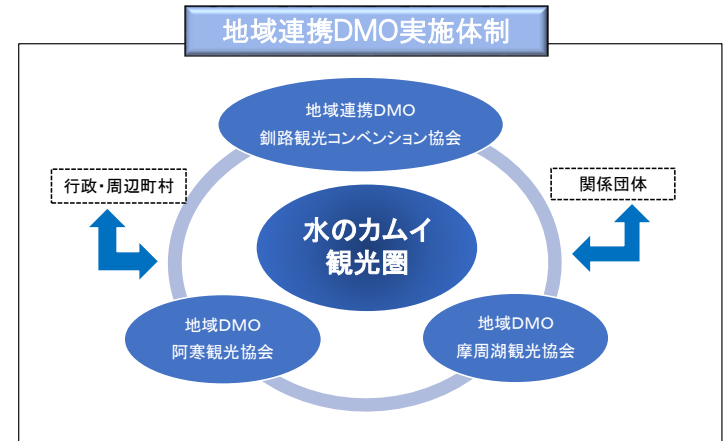 地域連携DMO実施体制
地域連携DMO
釧路観光コンベンション協会
行政・周辺町村
関係団体
水のカムイ
観光圏
地域DMO
阿寒観光協会
地域DMO
摩周湖観光協会